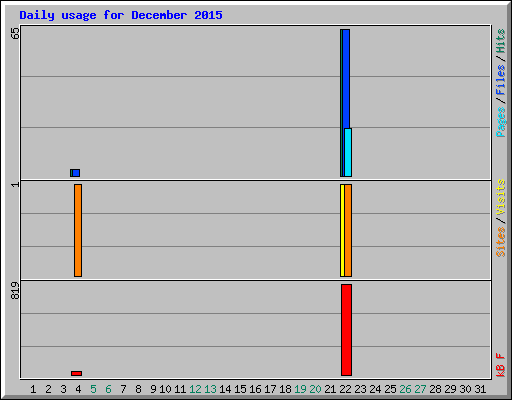 Daily usage for December 2015
65
1
819
Pages/Files/Hits
Sites/Visits
kB F
1 2 3 4 5 6 7 8 9 10 11 12 13 14 15 16 17 18 19 20 21 22 23 24 25 26 27 28 29 30 31